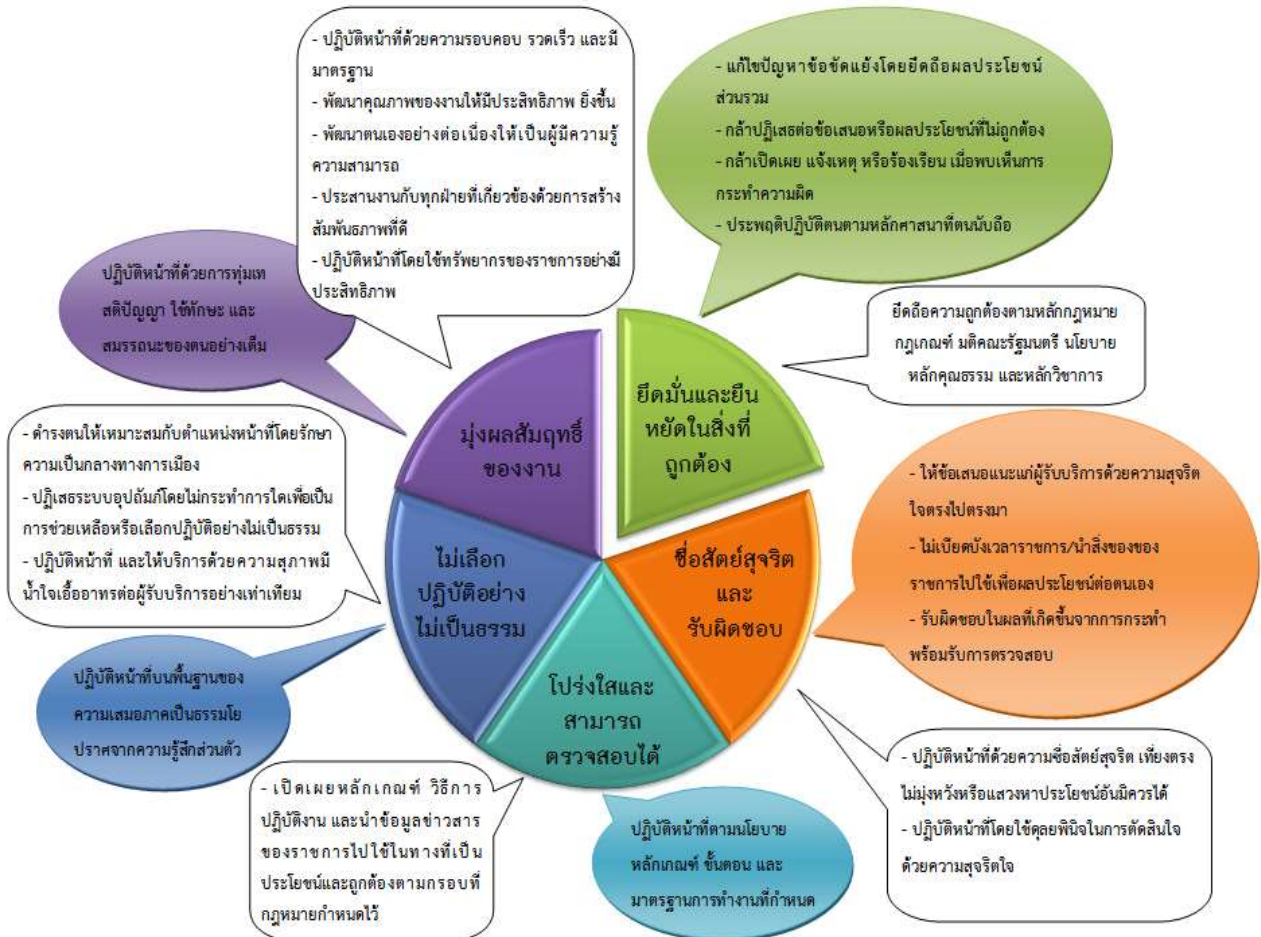 - ปฏิบัติหน้าที่ด้วยความรอบคอบ รวดเร็ว และมี
มาตรฐาน
- พัฒนาคุณภาพของงานให้มีประสิทธิภาพ ยิ่งขึ้น
- พัฒนาตนเองอย่างต่อเนื่องให้เป็นผู้มีความรู้
ความสามารถ
- ประสานงานกับทุกฝ่ายที่เกี่ยวข้องด้วยการสร้าง
สัมพันธภาพที่ดี
- ปฏิบัติหน้าที่โดยใช้ทรัพยากรของราชการอย่างมี
ประสิทธิภาพ
- แก้ไขปัญหาข้อขัดแย้งโดยยึดถือผลประโยชน์
ส่วนรวม
- กล้าปฏิเสธต่อข้อเสนอหรือผลประโยชน์ที่ไม่ถูกต้อง
- กล้าเปิดเผย แจ้งเหตุ หรือร้องเรียน เมื่อพบเห็นการ
กระทำความผิด
- ประพฤติปฏิบัติตนตามหลักศาสนาที่ตนนับถือ
ปฏิบัติหน้าที่ด้วยการทุ่มเท
สติปัญญา ใช้ทักษะ และ
สมรรถนะของตนอย่างเต็ม
ยึดถือความถูกต้องตามหลักกฎหมาย
กฎเกณฑ์ มติคณะรัฐมนตรี นโยบาย
หลักคุณธรรม และหลักวิชาการ
มุ่งผลสัมฤทธิ์
ของงาน
ยึดมั่นและยืน
หยัดในสิ่งที่
ถูกต้อง
- ดำรงตนให้เหมาะสมกับตำแหน่งหน้าที่โดยรักษา
ความเป็นกลางทางการเมือง
- ปฏิเสธระบบอุปถัมภ์โดยไม่กระทำการใดเพื่อเป็น
การช่วยเหลือหรือเลือกปฏิบัติอย่างไม่เป็นธรรม
- ปฏิบัติหน้าที่ และให้บริการด้วยความสุภาพมี
น้ำใจเอื้ออาทรต่อผู้รับบริการอย่างเท่าเทียม
- ให้ข้อเสนอแนะแก่ผู้รับบริการด้วยความสุจริต
ใจตรงไปตรงมา
- ไม่เบียดบังเวลาราชการ/นำสิ่งของของ
ราชการไปใช้เพื่อผลประโยชน์ต่อตนเอง
- รับผิดชอบในผลที่เกิดขึ้นจากการกระทำ
พร้อมรับการตรวจสอบ
ไม่เลือก
ปฏิบัติอย่าง
ไม่เป็นธรรม
ซื่อสัตย์สุจริต
และ
รับผิดชอบ
ปฏิบัติหน้าที่บนพื้นฐานของ
ความเสมอภาคเป็นธรรมโย
ปราศจากความรู้สึกส่วนตัว
โปร่งใสและ
สามารถ
ตรวจสอบได้
- ปฏิบัติหน้าที่ด้วยความซื่อสัตย์สุจริต เที่ยงตรง
ไม่มุ่งหวังหรือแสวงหาประโยชน์อันมิควรได้
- ปฏิบัติหน้าที่โดยใช้ดุลยพินิจในการตัดสินใจ
ด้วยความสุจริตใจ
- เปิดเผยหลักเกณฑ์ วิธีการ
ปฏิบัติงาน และนำข้อมูลข่าวสาร
ของราชการไปใช้ในทางที่เป็น
ประโยชน์และถูกต้องตามกรอบที่
กฎหมายกำหนดไว้
ปฏิบัติหน้าที่ตามนโยบาย
หลักเกณฑ์ ขั้นตอน และ
มาตรฐานการทำงานที่กำหนด